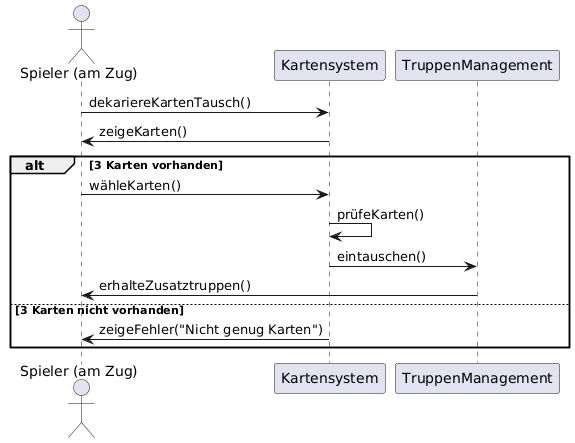 Spieler (am Zug)
Kartensystem
TruppenManagement
dekariereKartenTausch()
zeigeKarten()
alt
[3 Karten vorhanden]
wähleKarten()
prüfeKarten()
eintauschen()
erhalteZusatztruppen()
[3 Karten nicht vorhanden]
zeigeFehler("Nicht genug Karten")
Spieler (am Zug)
Kartensystem
TruppenManagement